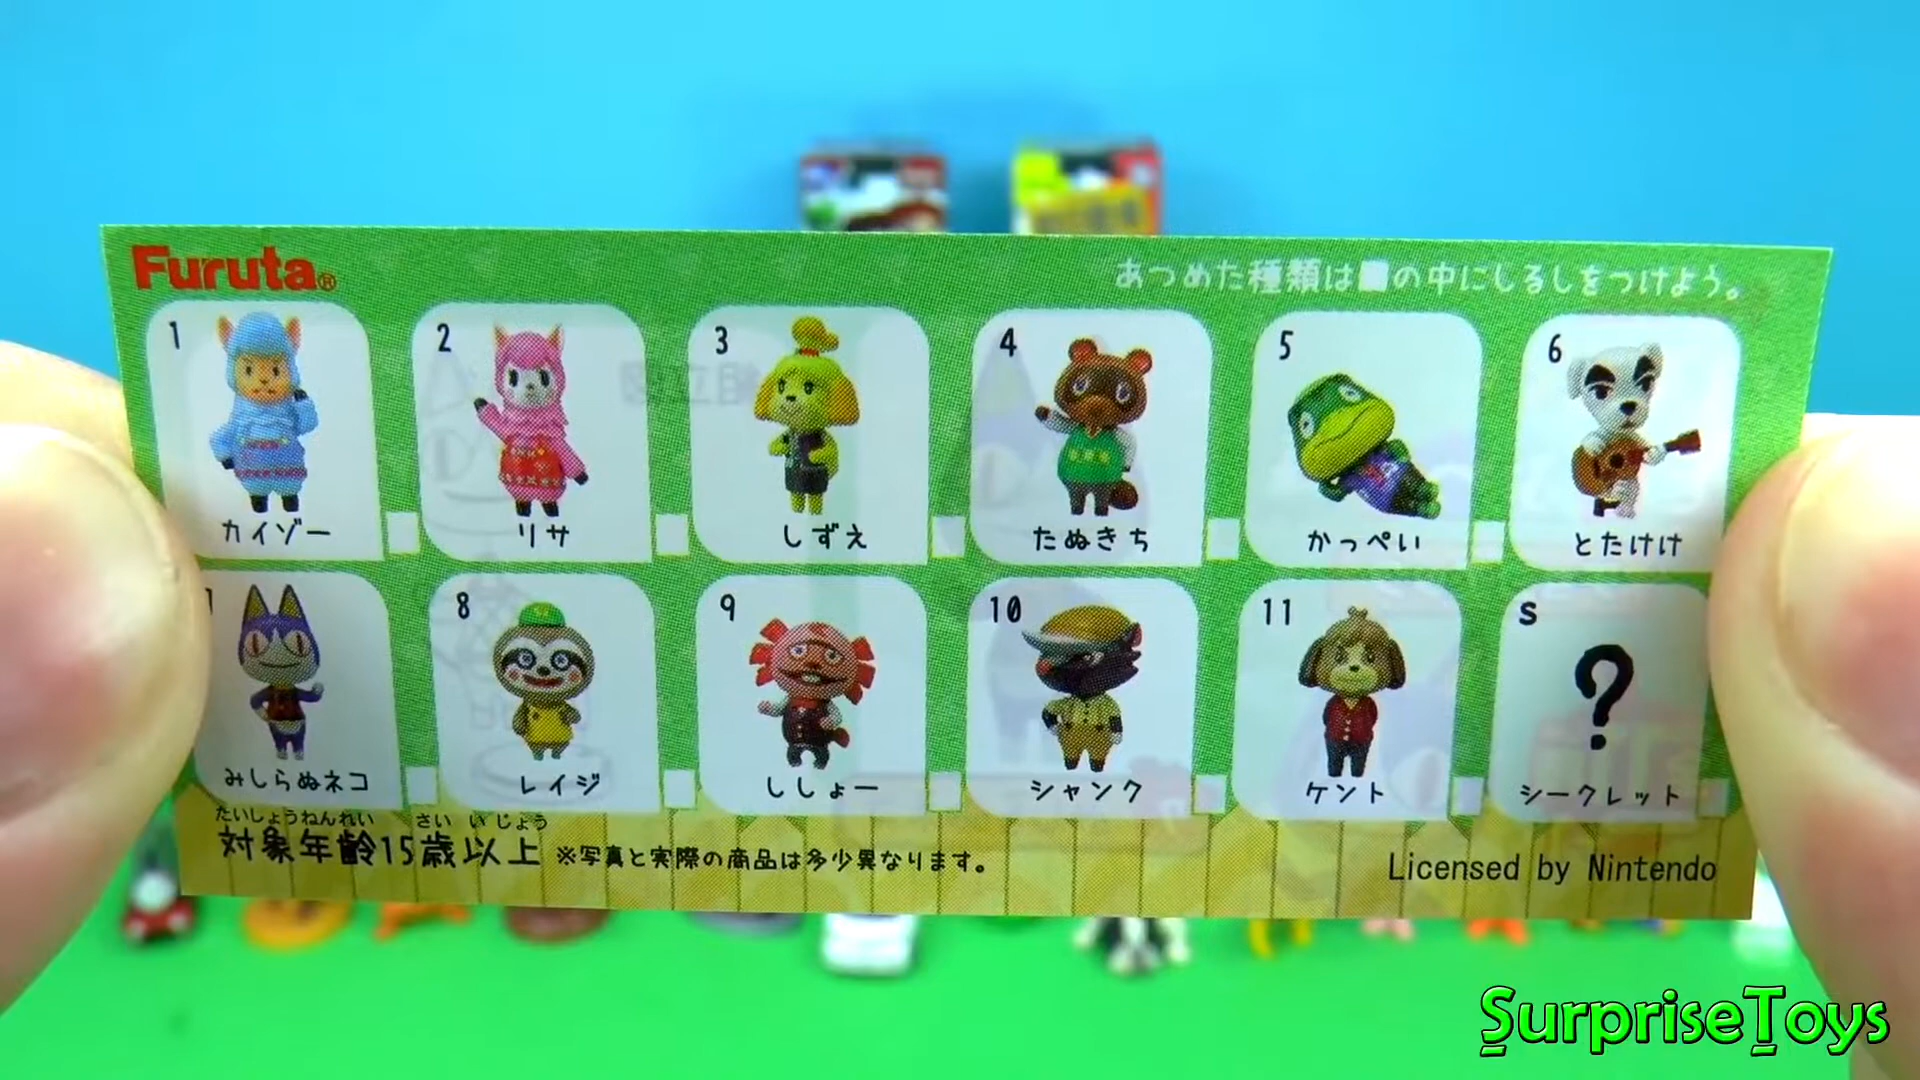 Furuta®
あつめた種類は■の中にしるしをつけよう。
1
2
3
4
5
6
カイゾー
リサ
しずえ
たぬきち
かっぺい
とたけけ
8
9
10
11
S
?
みしらぬネコ
レイジ
ししょー
シャンク
ケント
シークレット
たいしょうねんれい さい いじょう
対象年齢15歳以上 ※写真と実際の商品は多少異なります。
Licensed by Nintendo
SurpriseToys